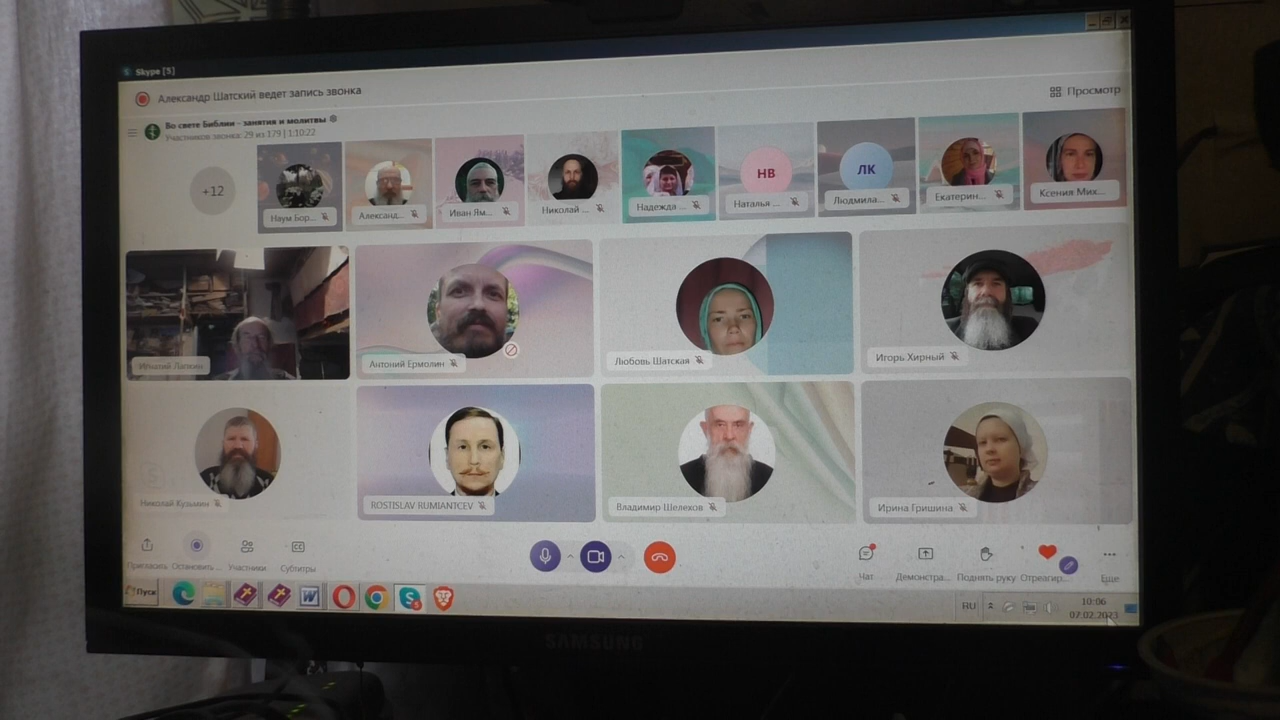 Skype [5]
Александр Шатский ведет запись звонка
Просмотр
Во свете Библии - занятия и молитвы
Участников звонка: 29 из 179 | 1:10:22
+12
Наум Бор...
Александ...
Иван Ям...
Николай ...
Надежда ...
НВ
Наталья ...
ЛК
Людмила...
Екатерин...
Ксения Мих...
Игнатий Лапкин
Антоний Ермолин
Любовь Шатская
Игорь Хирный
Николай Кузьмин
ROSTISLAV RUMIANTCEV
Владимир Шелехов
Ирина Гришина
Пригласить
Остановить ...
Участники
Субтитры
Чат
Демонстра...
Поднять руку
Отреагир...
Еще
Пуск
RU
10:06
07.02.2023
SAMSUNG